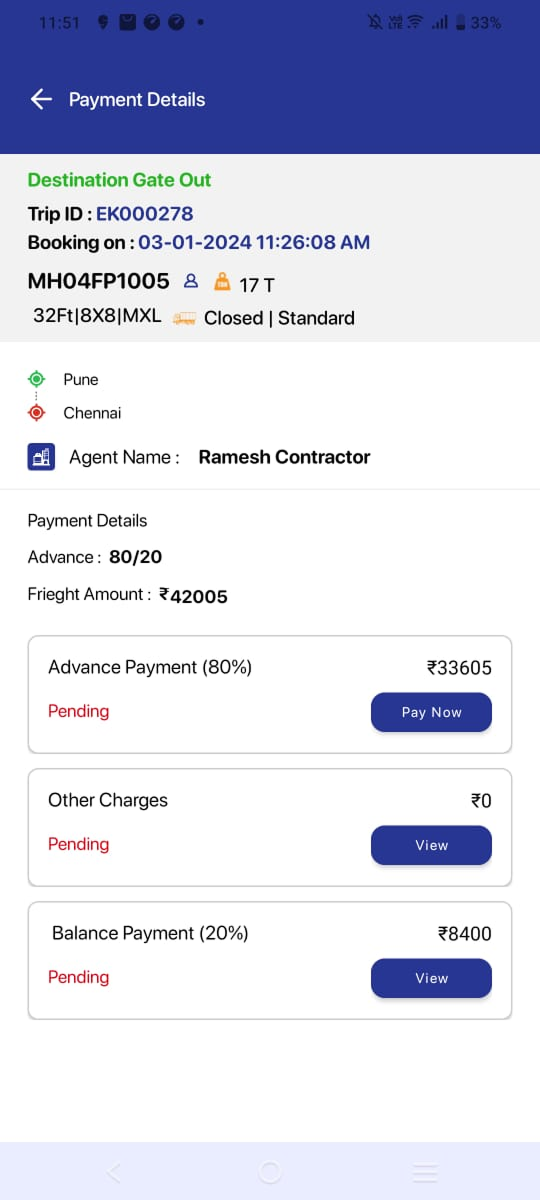 11:51 VoD LTE 33%
Payment Details
Destination Gate Out
Trip ID : EK000278
Booking on : 03-01-2024 11:26:08 AM
MH04FP1005 17 T
32Ft|8X8|MXL Closed | Standard
Pune
Chennai
Agent Name : Ramesh Contractor
Payment Details
Advance : 80/20
Frieght Amount : ₹42005
Advance Payment (80%) ₹33605
Pending Pay Now
Other Charges ₹0
Pending View
Balance Payment (20%) ₹8400
Pending View